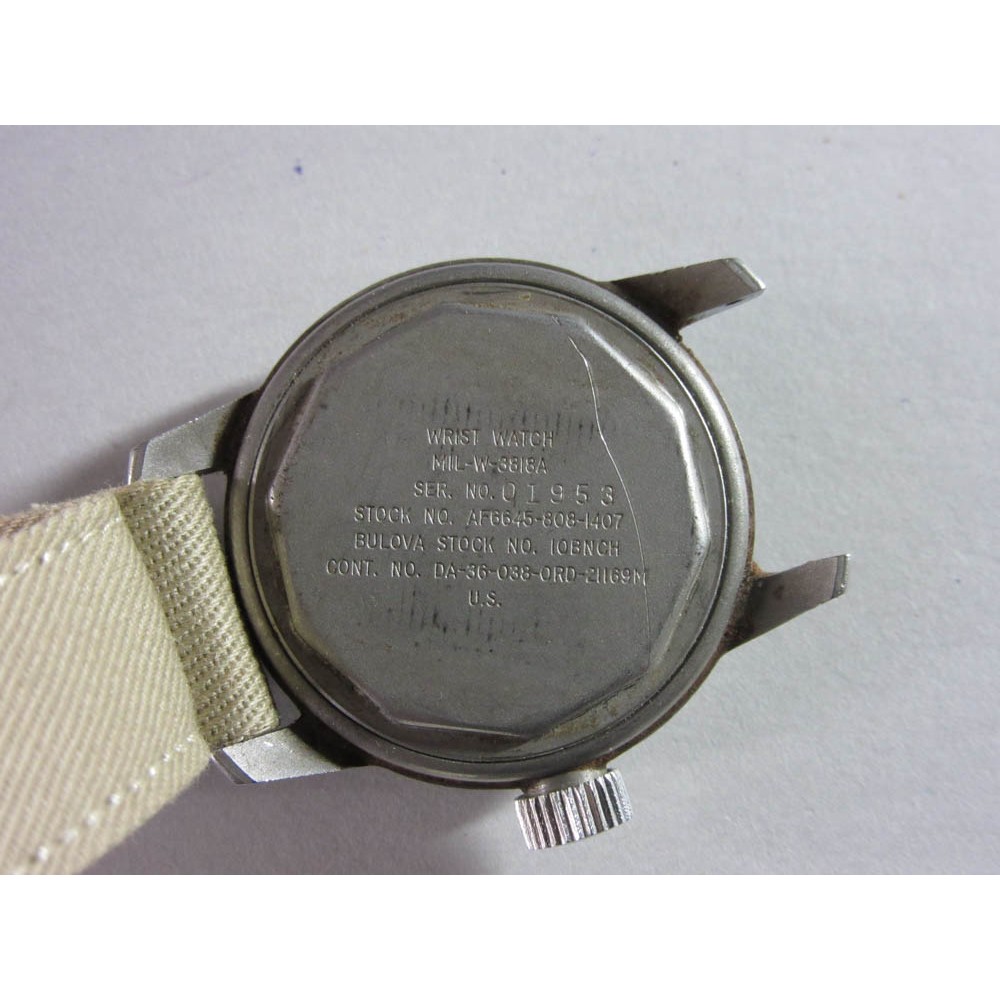 WRIST WATCH
MIL-W-3818A
SER. NO. 01953
STOCK NO. AF6645-808-1407
BULOVA STOCK NO. 10BNCH
CONT. NO. DA-36-038-ORD-21169M
U.S.